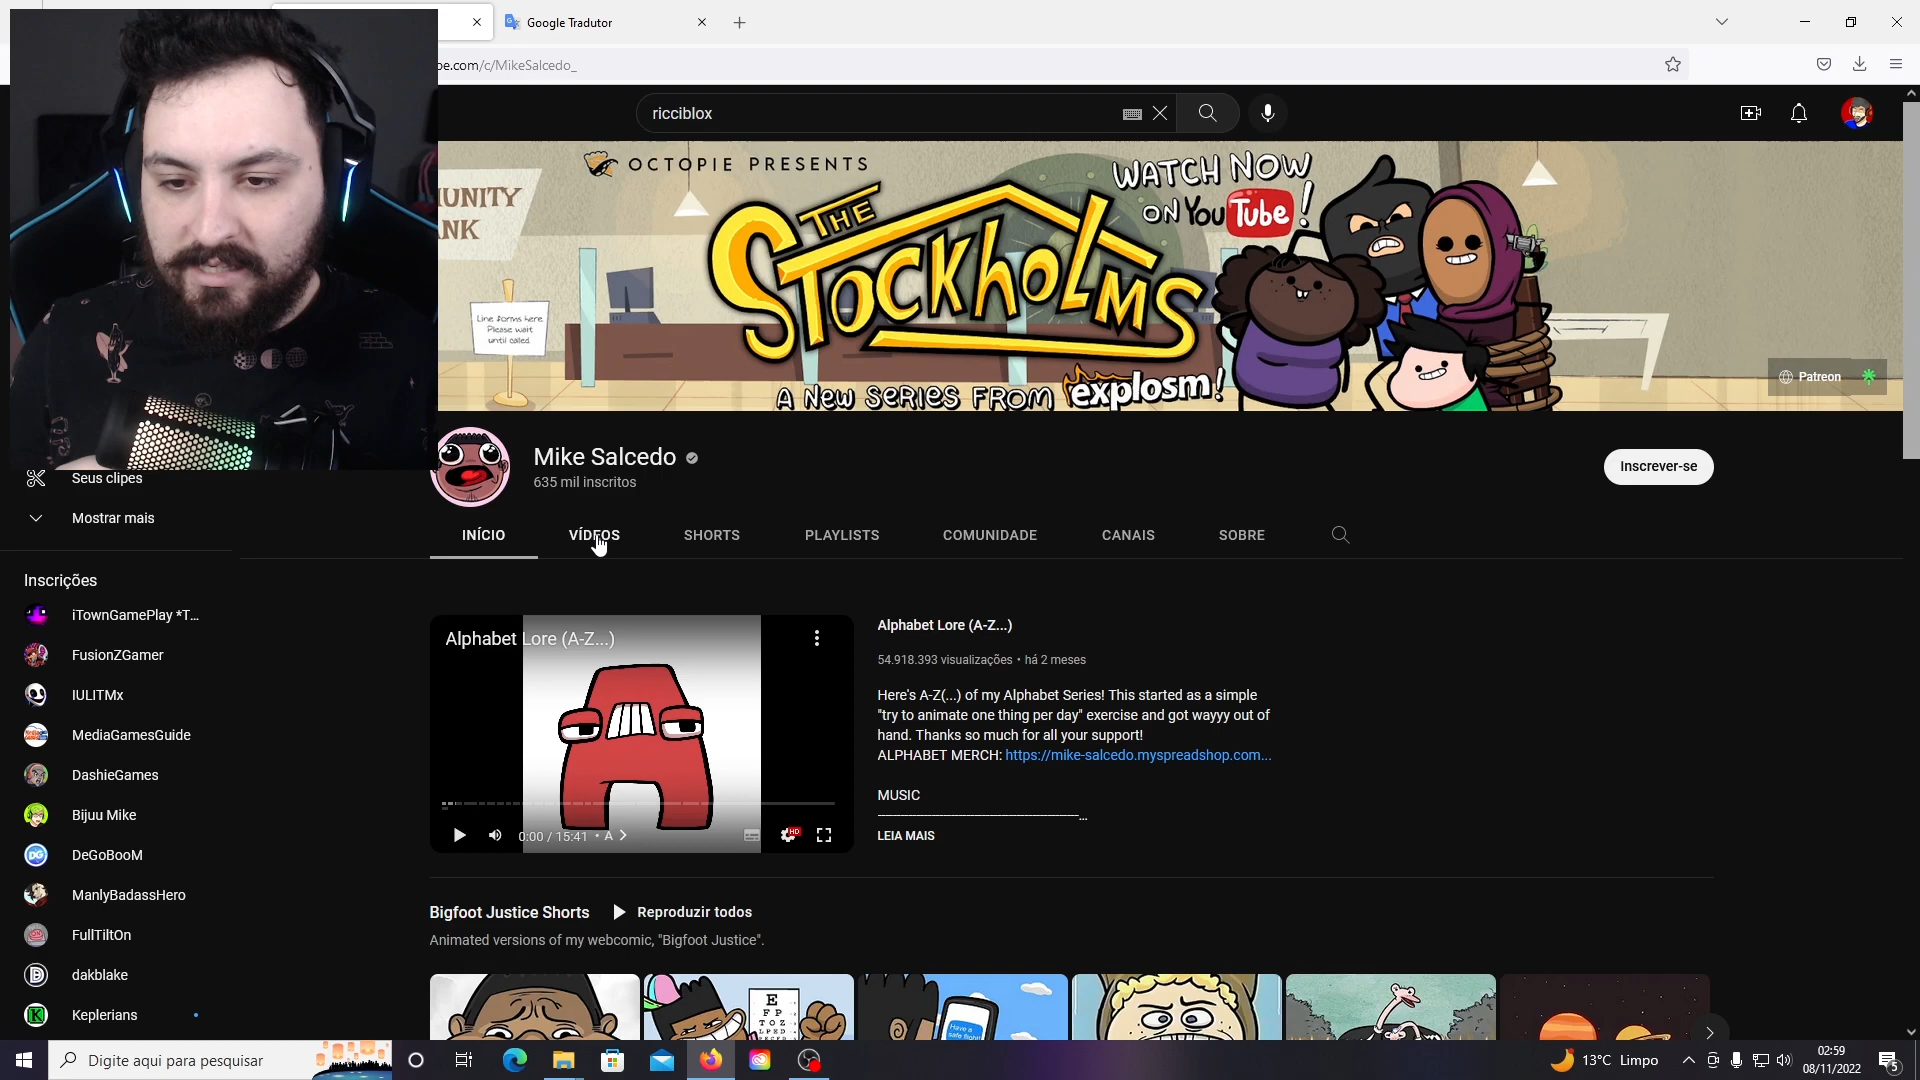 Google Tradutor
be.com/c/MikeSalcedo_
ricciblox
OCTOPIE PRESENTS
THE
STOCKHOLMS
WATCH NOW
ON YouTube!
A NEW SERIES FROM explosm!
Line forms here
Please wait
until called.
Patreon
Mike Salcedo
635 mil inscritos
Inscrever-se
INÍCIO
VÍDEOS
SHORTS
PLAYLISTS
COMUNIDADE
CANAIS
SOBRE
Seus clipes
Mostrar mais
Inscrições
iTownGamePlay *T...
FusionZGamer
IULITMx
MediaGamesGuide
DashieGames
Bijuu Mike
DeGoBooM
ManlyBadassHero
FullTiltOn
dakblake
Keplerians
Alphabet Lore (A-Z...)
0:00 / 15:41 • A
HD
Alphabet Lore (A-Z...)
54.918.393 visualizações • há 2 meses
Here's A-Z(...) of my Alphabet Series! This started as a simple
"try to animate one thing per day" exercise and got wayyy out of
hand. Thanks so much for all your support!
ALPHABET MERCH: https://mike-salcedo.myspreadshop.com...
MUSIC
-----------------------------------------------------...
LEIA MAIS
Bigfoot Justice Shorts
Reproduzir todos
Animated versions of my webcomic, "Bigfoot Justice".
E
F P
T O Z
L P E D
Have a
safe flight!
Digite aqui para pesquisar
13°C Limpo
02:59
08/11/2022
5